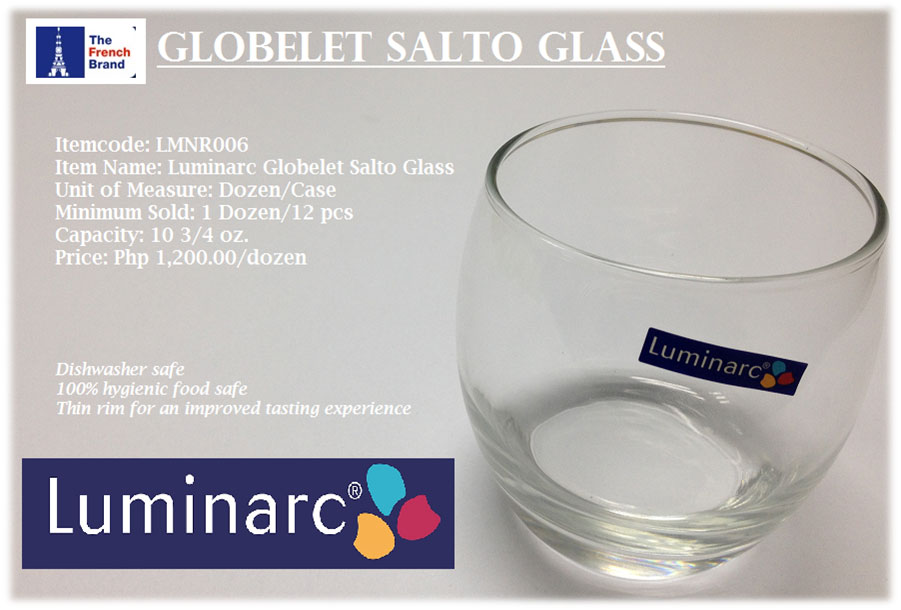 The
French
Brand
GLOBELET SALTO GLASS
Itemcode: LMNR006
Item Name: Luminarc Globelet Salto Glass
Unit of Measure: Dozen/Case
Minimum Sold: 1 Dozen/12 pcs
Capacity: 10 3/4 oz.
Price: Php 1,200.00/dozen
Luminarc®
Dishwasher safe
100% hygienic food safe
Thin rim for an improved tasting experience
Luminarc®